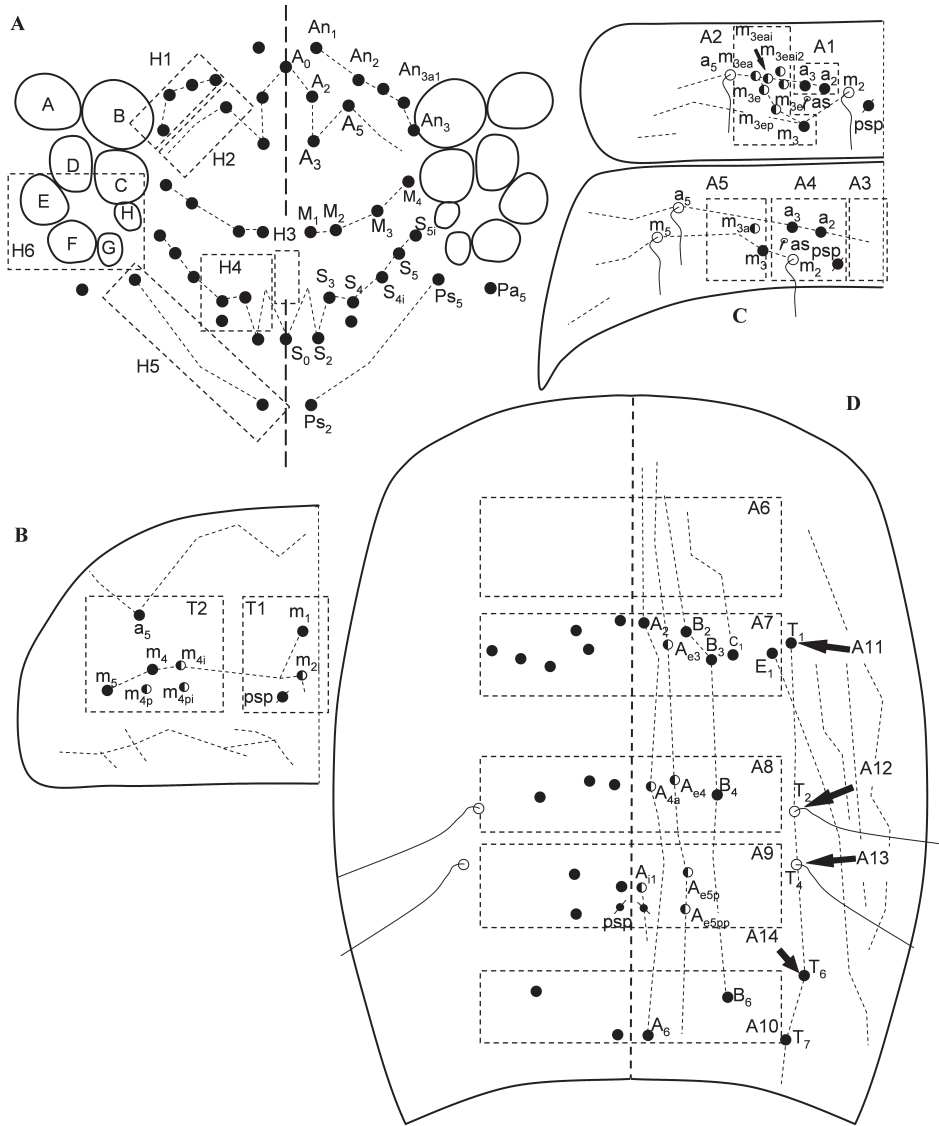 A
An1
H1 A0 An2
A2 An3a1
A B A5 An3
A3
D H2
E C H M4
H3 M1 M2 M3 S5i
H6 F G H4 S5
S3 S4 S4i Ps5 Pa5
H5 S0 S2
Ps2
m3eai
A2 m3eai2 A1
a5 m3ea a3 a2 m2
m3e m3ei as
m3ep m3 psp
A5 A4 A3
a5 a3 a2
m5 m3a as psp
m3 m2
C
D
A6
B
T2 T1
a5 m1
m4 m4i m2
m5 m4p m4pi psp
A2 B2 A7 T1
Ae3 B3 C1 E1 A11
A8 A12
A4a Ae4 B4 T2
A9 A13
Ai1 Ae5p T4
psp Ae5pp
A14
T6
B6
A6 A10 T7